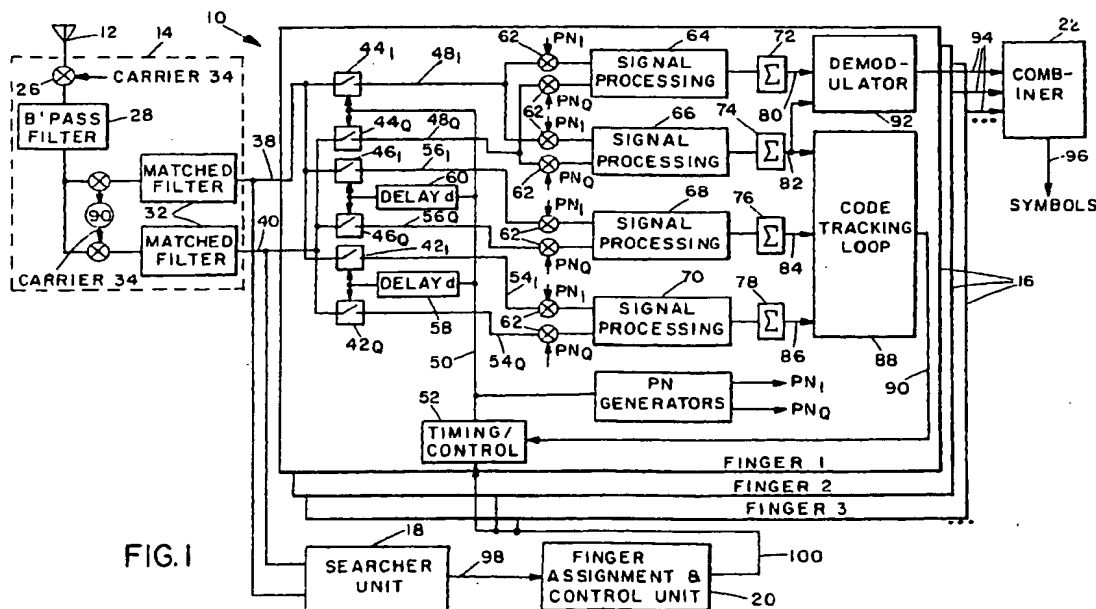 10
12
14
26
CARRIER 34
B'PASS
FILTER
28
MATCHED
FILTER
38
90
32
MATCHED
FILTER
40
CARRIER 34
44I
48I
44Q
48Q
46I
56I
60
DELAY d
46Q
56Q
42I
DELAY d
58
54I
42Q
50
54Q
62
PNI
PNQ
62
PNI
62
PNQ
PNI
62
62
PNQ
PNI
62
PNQ
64
SIGNAL
PROCESSING
66
SIGNAL
PROCESSING
68
SIGNAL
PROCESSING
70
SIGNAL
PROCESSING
72
Σ
80
74
Σ
82
76
Σ
84
78
Σ
86
DEMOD-
ULATOR
92
CODE
TRACKING
LOOP
88
90
94
22
COMB-
INER
96
SYMBOLS
16
PN
GENERATORS
PNI
PNQ
52
TIMING/
CONTROL
FINGER 1
FINGER 2
FINGER 3
18
SEARCHER
UNIT
98
FINGER
ASSIGNMENT &
CONTROL UNIT
20
100
FIG.1